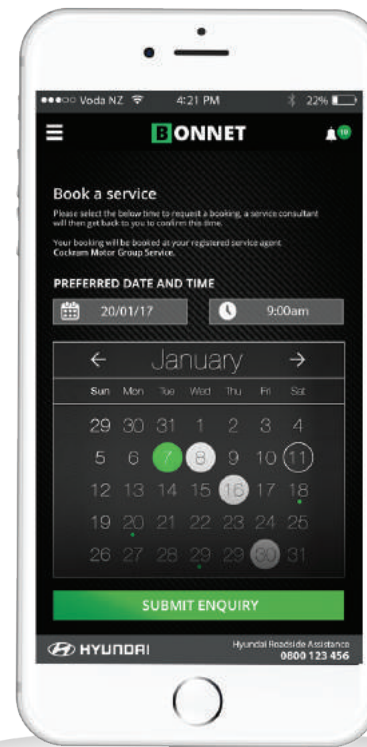 Voda NZ 4:21 PM 22%
BONNET 10
Book a service
Please select the below time to request a booking, a service consultant
will then get back to you to confirm this time.
Your booking will be booked at your registered service agent
Cockram Motor Group Service.
PREFERRED DATE AND TIME
20/01/17 9:00am
← January →
Sun Mon Tue Wed Thu Fri Sat
29 30 31 1 2 3 4
5 6 7 8 9 10 11
12 13 14 15 16 17 18
19 20 21 22 23 24 25
26 27 28 29 29 30 31
SUBMIT ENQUIRY
HYUNDAI Hyundai Roadside Assistance
0800 123 456